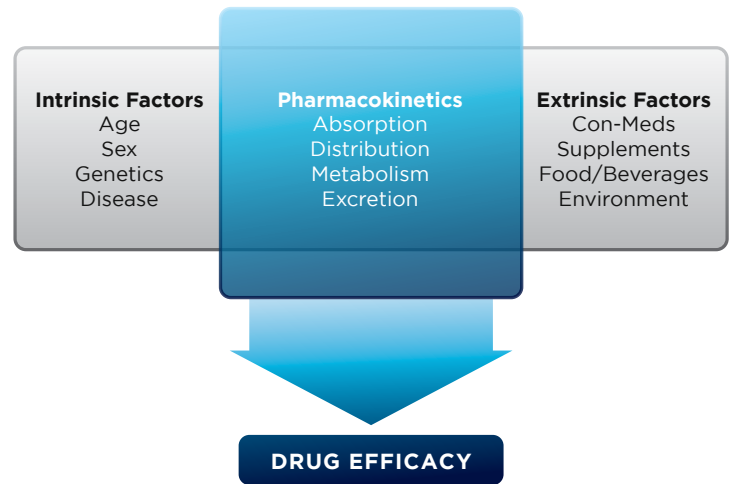 Intrinsic Factors
Age
Sex
Genetics
Disease
Pharmacokinetics
Absorption
Distribution
Metabolism
Excretion
Extrinsic Factors
Con-Meds
Supplements
Food/Beverages
Environment
DRUG EFFICACY